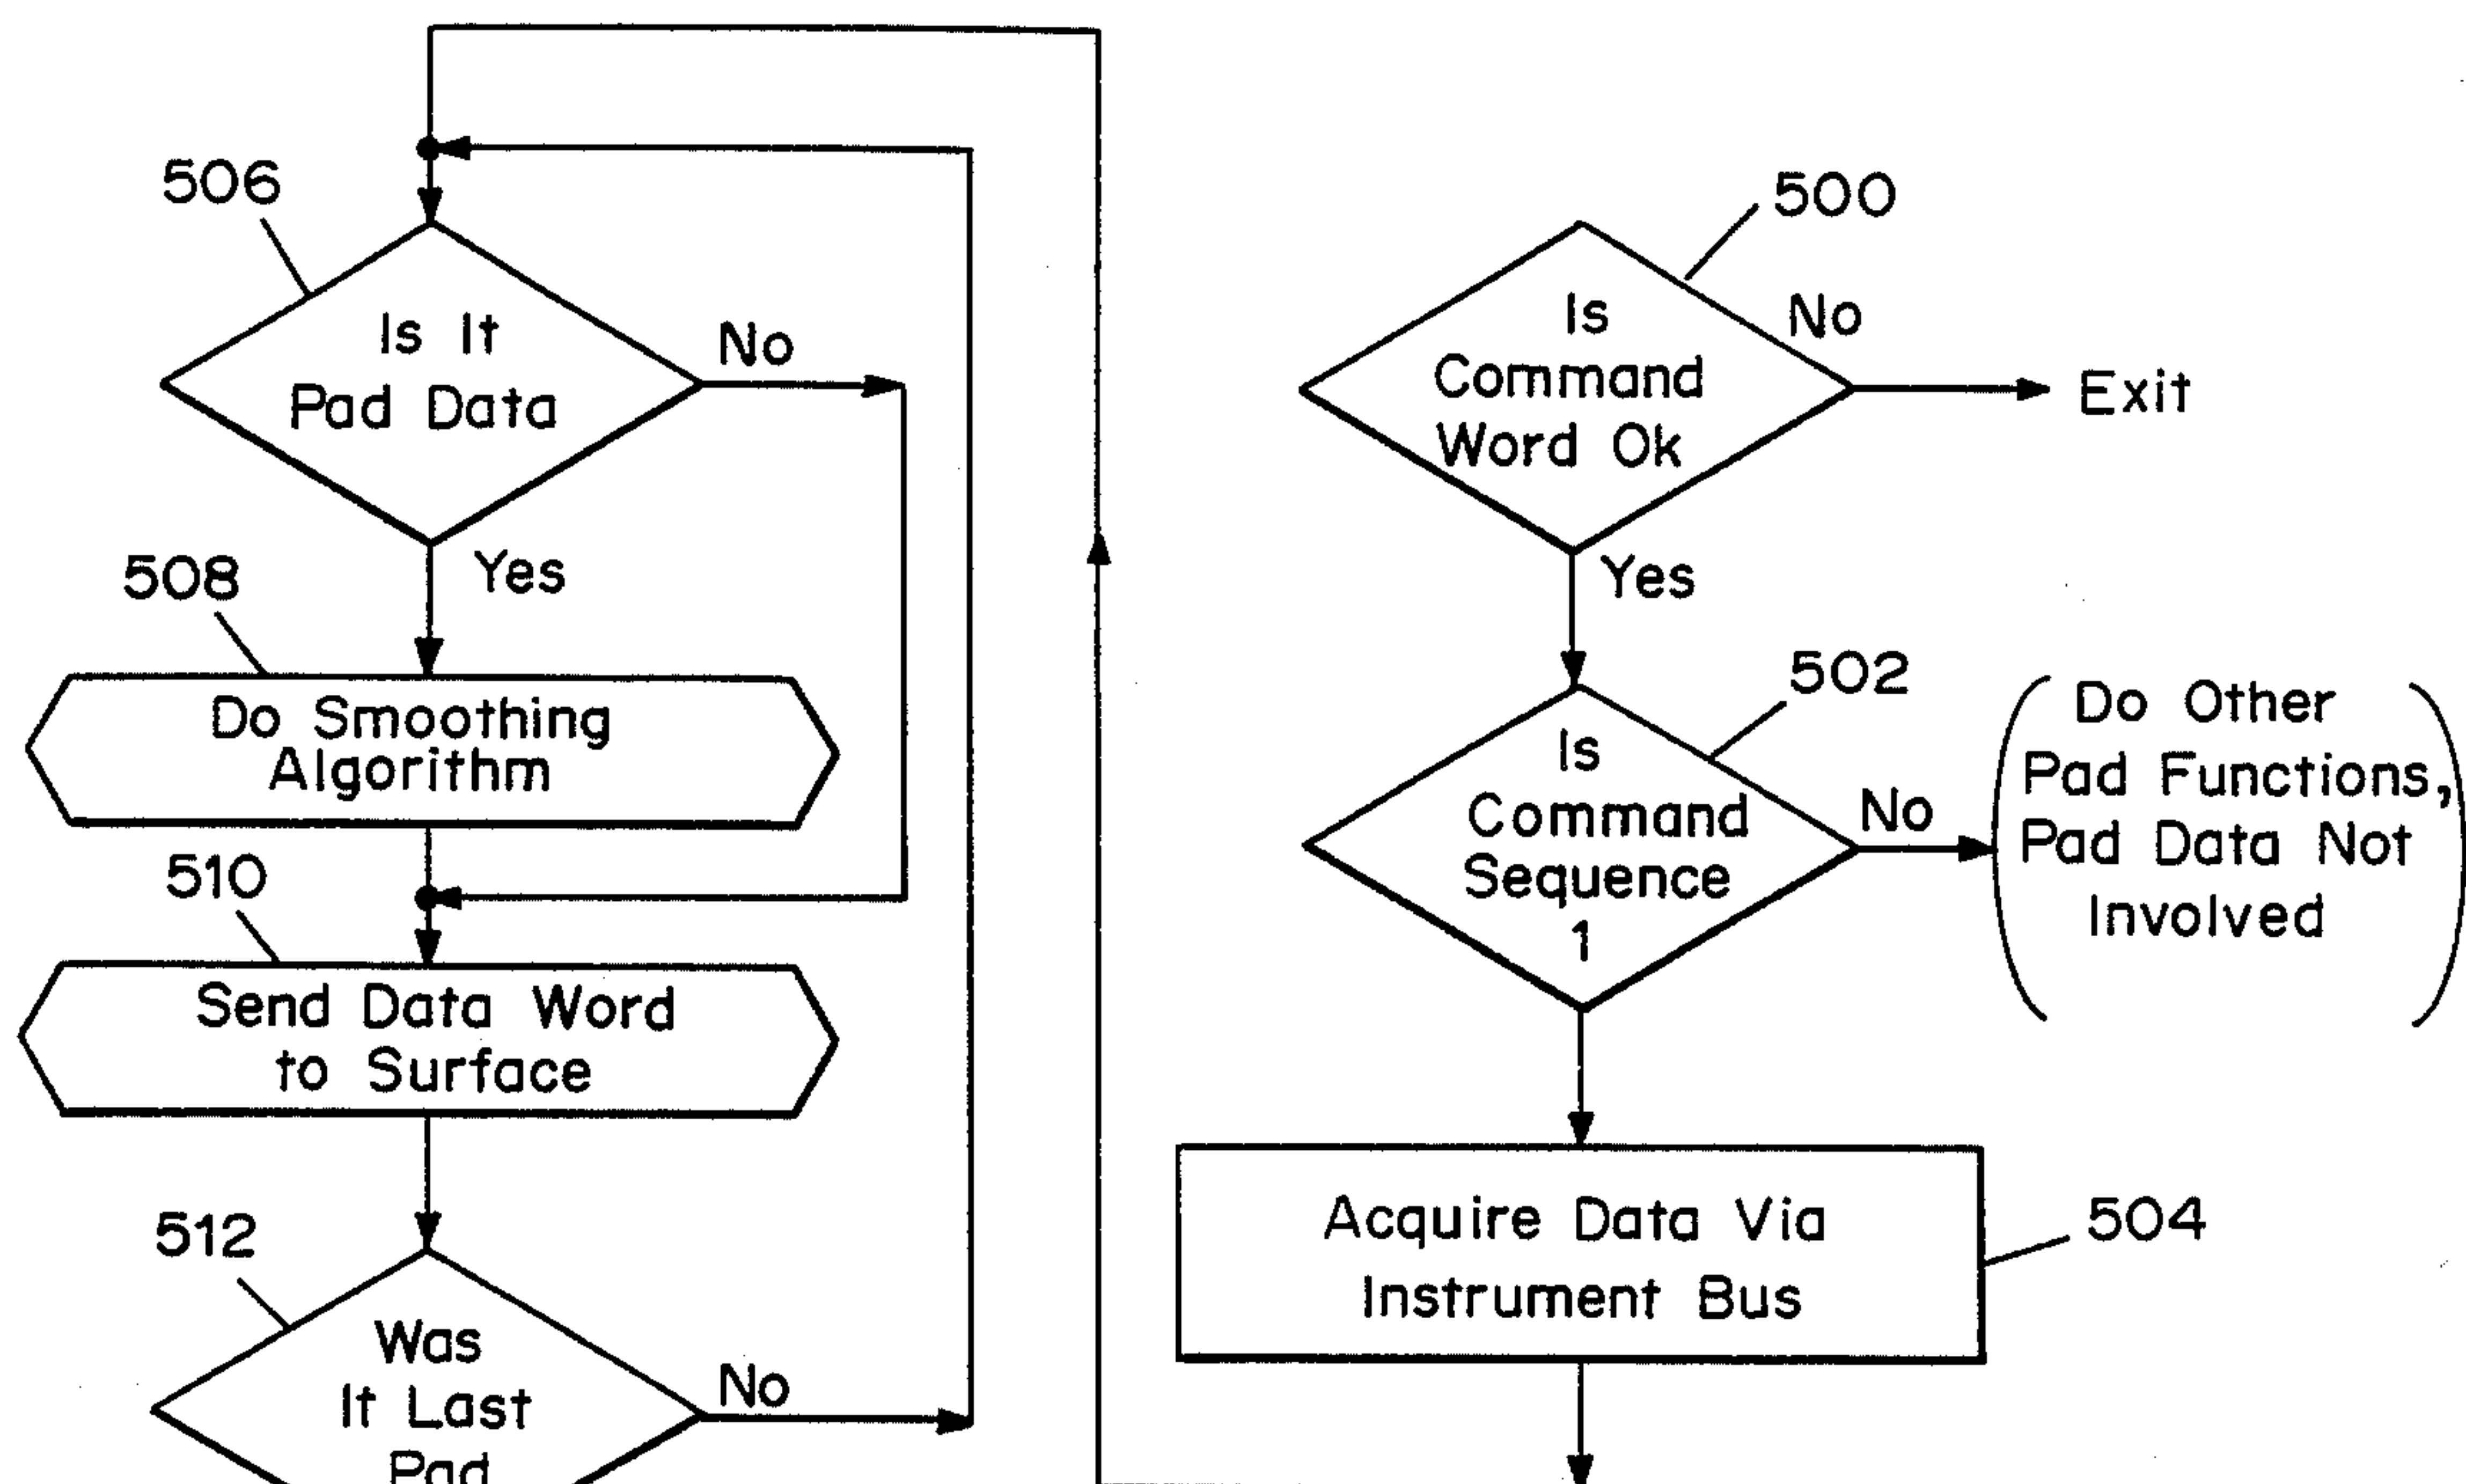 506
Is It
Pad Data
No
Yes
508
Do Smoothing
Algorithm
510
Send Data Word
to Surface
512
Was
It Last
Pad
No
500
Is
Command
Word Ok
No
Exit
Yes
502
Is
Command
Sequence
1
No
( Do Other
Pad Functions,
Pad Data Not
Involved )
Acquire Data Via
Instrument Bus
504